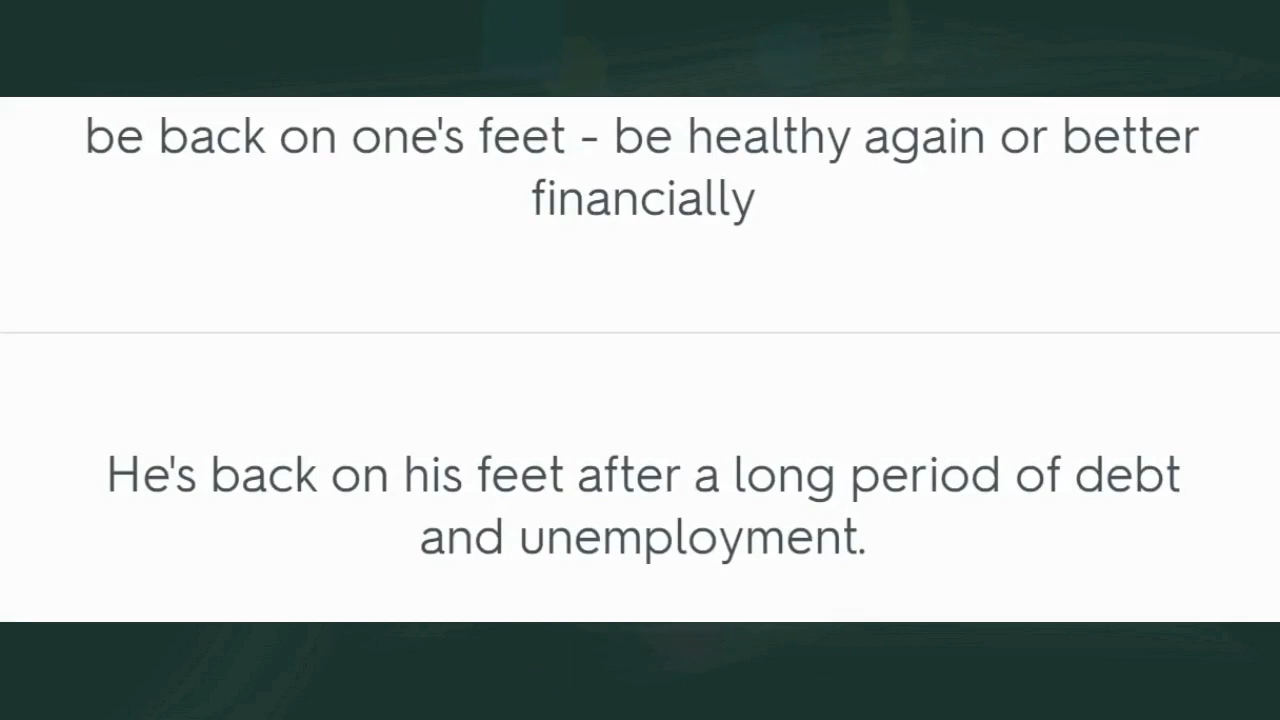 be back on one's feet - be healthy again or better
financially
He's back on his feet after a long period of debt
and unemployment.